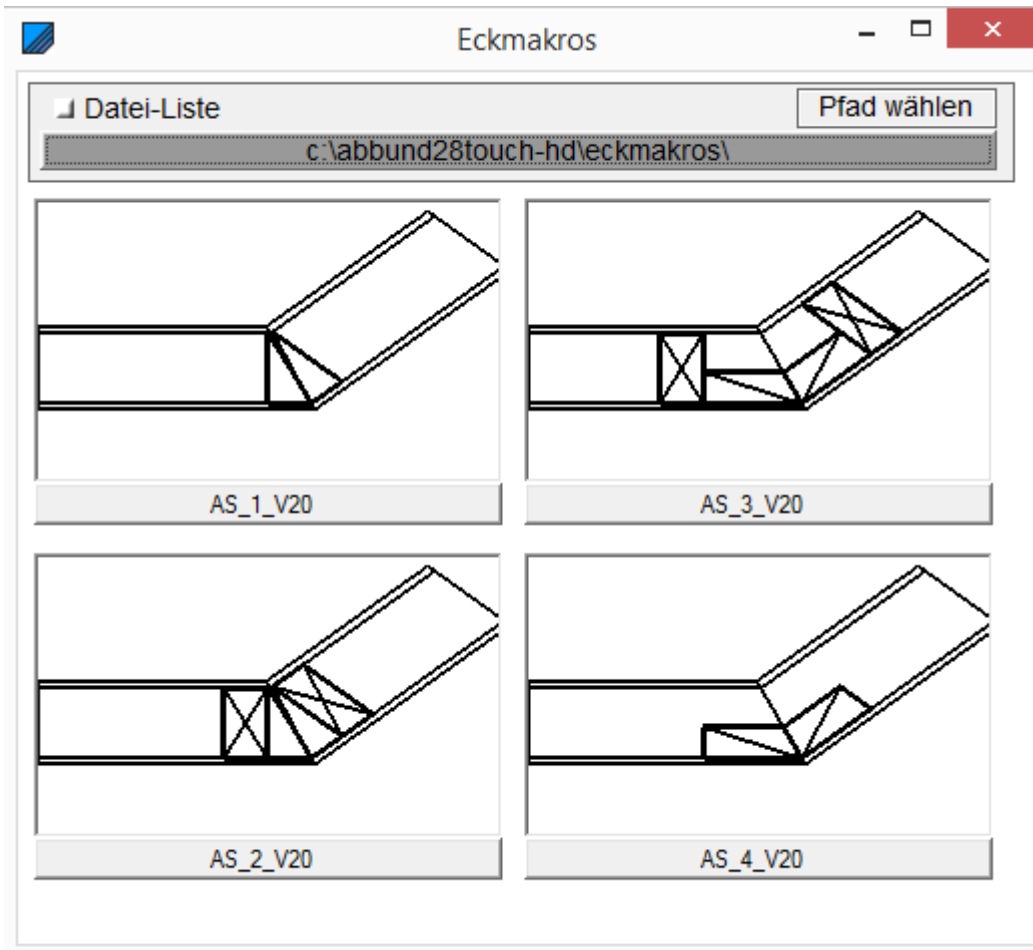 Eckmakros
Datei-Liste
Pfad wählen
c:\abbund28touch-hd\eckmakros\
AS_1_V20
AS_3_V20
AS_2_V20
AS_4_V20